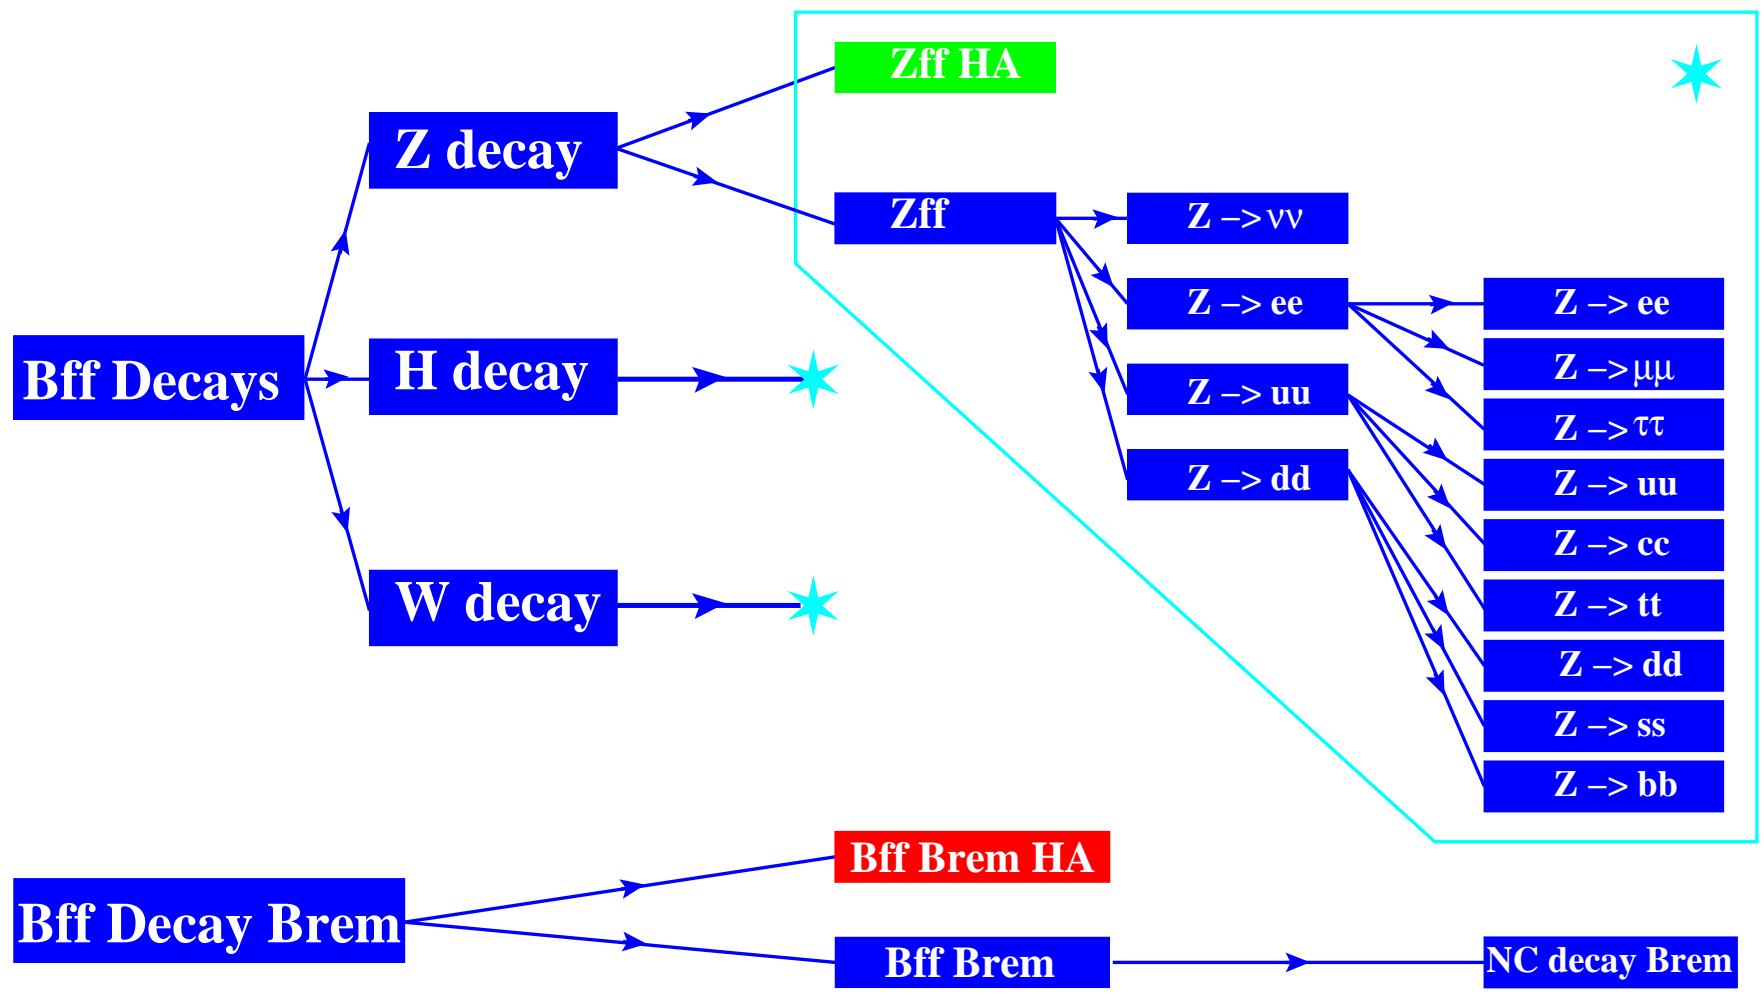 Zff HA
Z decay
Zff
Z –> νν
Z –> ee
Z –> ee
Bff Decays
H decay
Z –> μμ
Z –> uu
Z –> ττ
Z –> dd
Z –> uu
Z –> cc
W decay
Z –> tt
Z –> dd
Z –> ss
Z –> bb
Bff Brem HA
Bff Decay Brem
Bff Brem
NC decay Brem